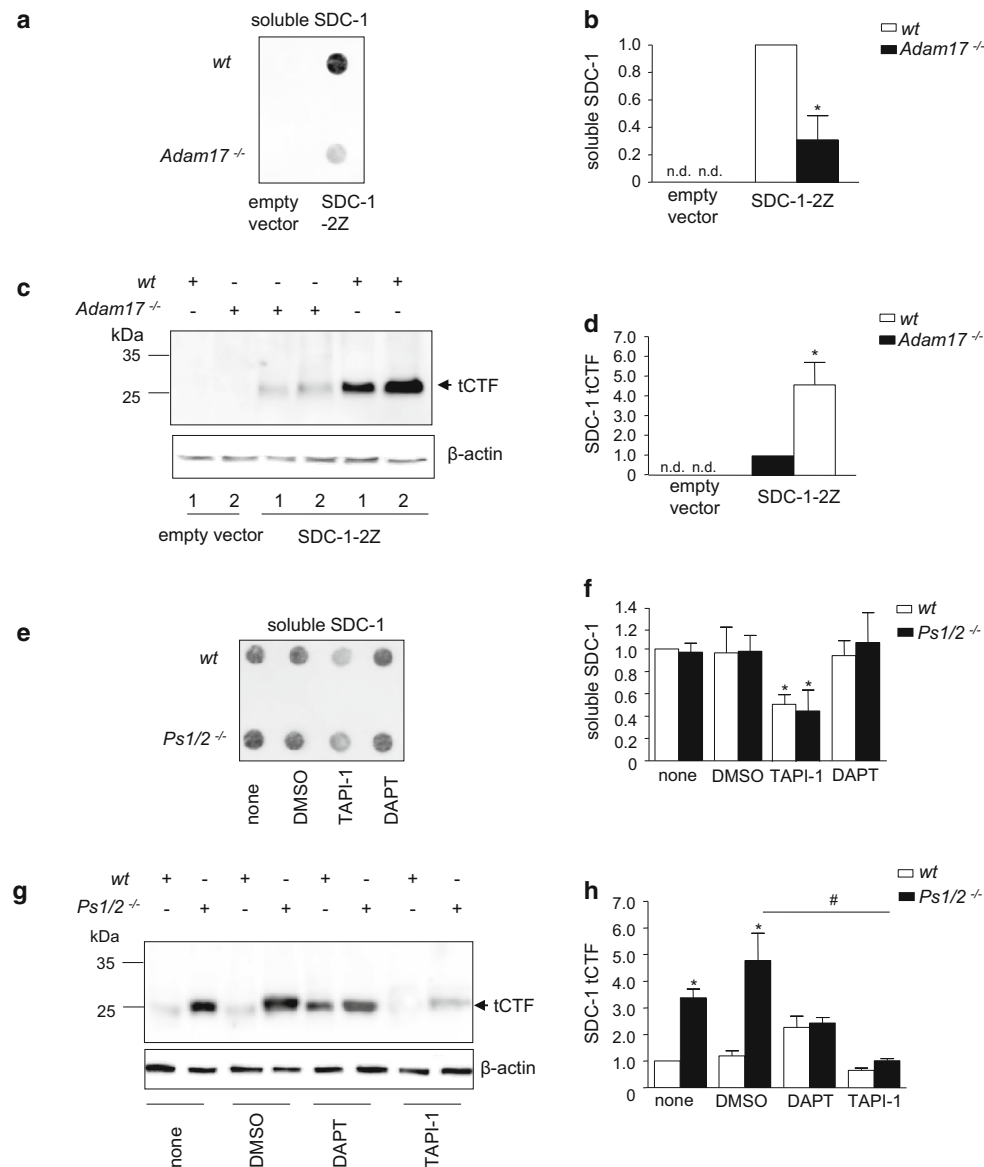 a
soluble SDC-1
wt
Adam17 -/-
empty vector
SDC-1 -2Z
b
wt
Adam17 -/-
soluble SDC-1
1.0
0.8
0.6
0.4
0.2
0
n.d. n.d.
*
empty vector
SDC-1-2Z
c
wt + - - - + +
Adam17 -/- - + + + - -
kDa
35
25
tCTF
β-actin
1 2 1 2 1 2
empty vector SDC-1-2Z
d
wt
Adam17 -/-
SDC-1 tCTF
7.0
6.0
5.0
4.0
3.0
2.0
1.0
0
n.d. n.d.
*
empty vector
SDC-1-2Z
e
soluble SDC-1
wt
Ps1/2 -/-
none
DMSO
TAPI-1
DAPT
f
wt
Ps1/2 -/-
soluble SDC-1
1.4
1.2
1.0
0.8
0.6
0.4
0.2
0
* *
none DMSO TAPI-1 DAPT
g
wt + - + - + - + -
Ps1/2 -/- - + - + - + - +
kDa
35
25
tCTF
β-actin
none
DMSO
DAPT
TAPI-1
h
wt
Ps1/2 -/-
SDC-1 tCTF
7.0
6.0
5.0
4.0
3.0
2.0
1.0
0
* * #
none DMSO DAPT TAPI-1